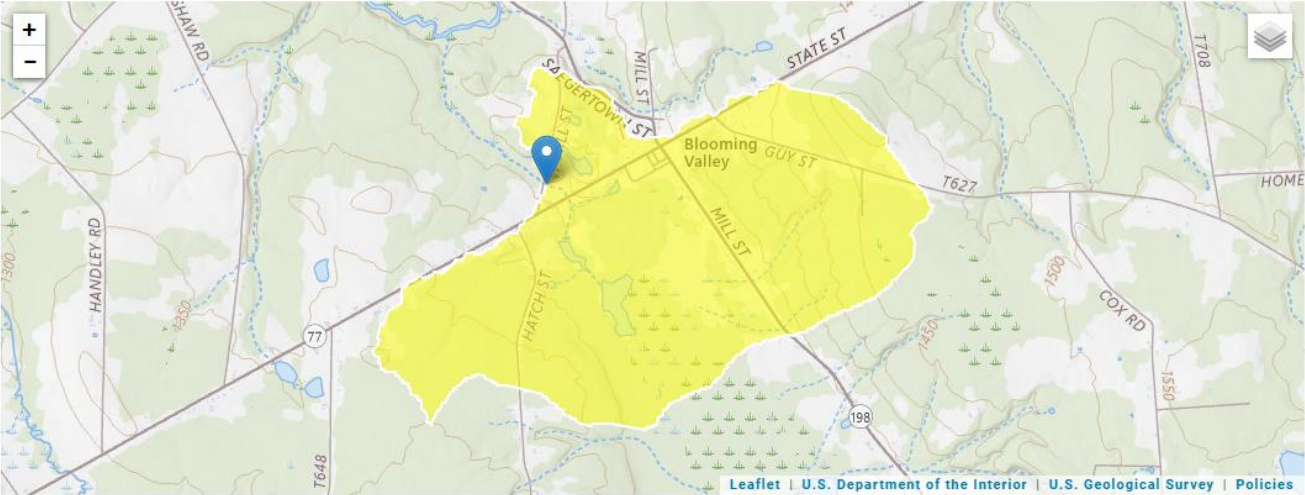 +
−
SHAW RD
SAEGERTOWN ST
MILL ST
STATE ST
T708
Blooming
Valley
GUY ST
T627
HOME
HANDLEY RD
MILL ST
1300
1350
HATCH ST
1500
COX RD
77
1450
1550
198
T648
Leaflet | U.S. Department of the Interior | U.S. Geological Survey | Policies